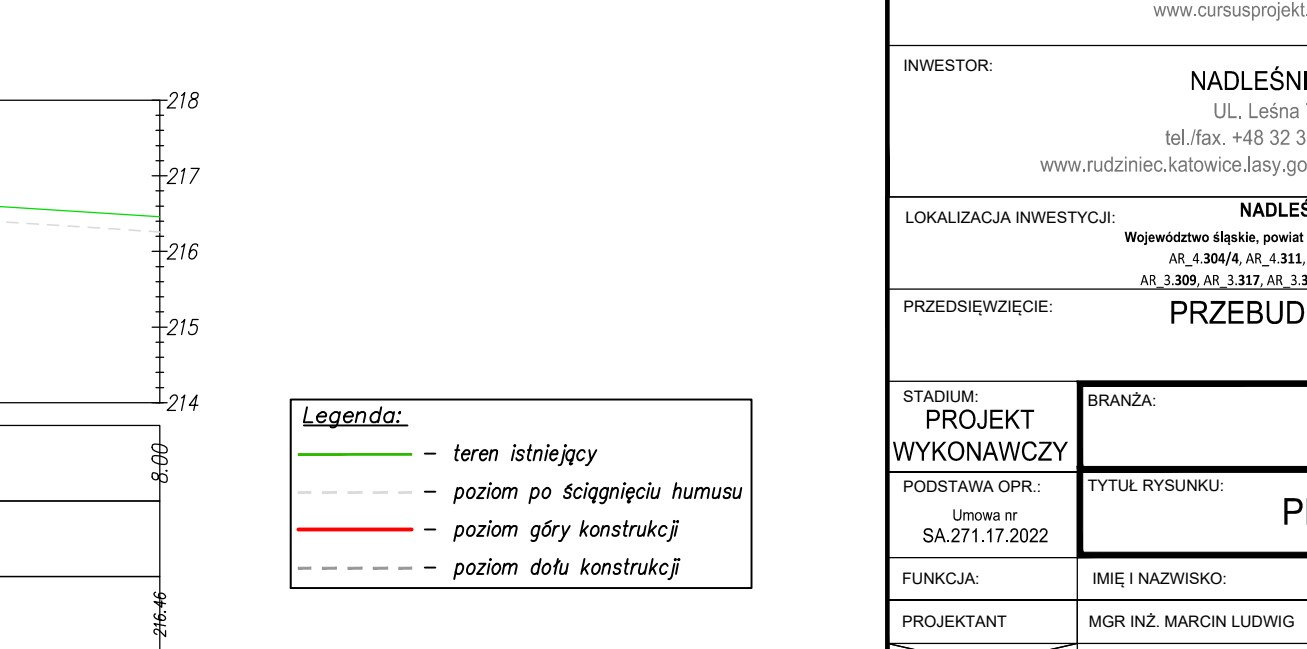 218
217
216
215
214
8.00
216.46
Legenda:
– teren istniejący
– poziom po ściągnięciu humusu
– poziom góry konstrukcji
– poziom dołu konstrukcji
www.cursusprojekt.
INWESTOR:
NADLEŚNI
UL. Leśna
tel./fax. +48 32 3
www.rudziniec.katowice.lasy.go
LOKALIZACJA INWESTYCJI:
NADLEŚ
Województwo śląskie, powiat
AR_4.304/4, AR_4.311,
AR_3.309, AR_3.317, AR_3.3
PRZEDSIĘWZIĘCIE:
PRZEBUD
STADIUM:
PROJEKT
WYKONAWCZY
BRANŻA:
PODSTAWA OPR.:
Umowa nr
SA.271.17.2022
TYTUŁ RYSUNKU:
FUNKCJA:
IMIĘ I NAZWISKO:
PROJEKTANT
MGR INŻ. MARCIN LUDWIG